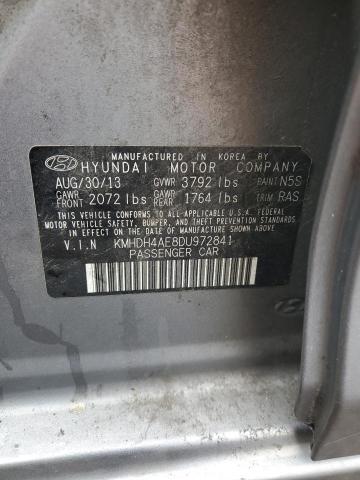 MANUFACTURED IN KOREA BY
HYUNDAI MOTOR COMPANY
AUG/30/13 GVWR 3792 lbs PAINT N5S
GAWR FRONT 2072 lbs GAWR REAR 1764 lbs TRIM RAS
THIS VEHICLE CONFORMS TO ALL APPLICABLE U.S. FEDERAL
MOTOR VEHICLE SAFETY, BUMPER, AND THEFT PREVENTION
STANDARDS IN EFFECT ON THE DATE OF MANUFACTURE
SHOWN ABOVE.
V.I.N KMHDH4AE8DU972841
PASSENGER CAR